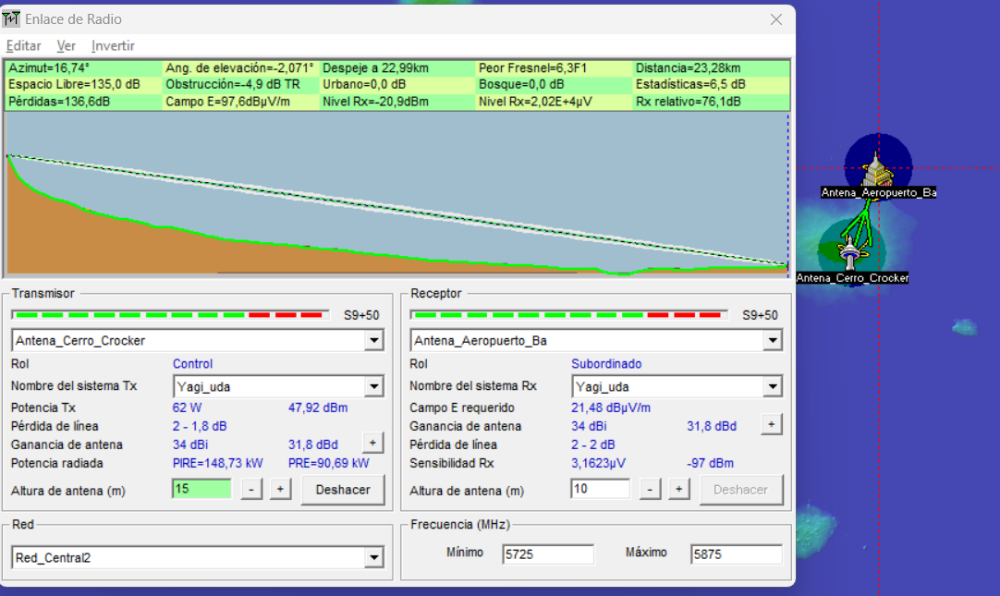 Enlace de Radio
Editar Ver Invertir
Azimut=16,74° Ang. de elevación=-2,071° Despeje a 22,99km Peor Fresnel=6,3F1 Distancia=23,28km
Espacio Libre=135,0 dB Obstrucción=-4,9 dB TR Urbano=0,0 dB Bosque=0,0 dB Estadísticas=6,5 dB
Pérdidas=136,6dB Campo E=97,6dBµV/m Nivel Rx=-20,9dBm Nivel Rx=2,02E+4µV Rx relativo=76,1dB
Transmisor
S9+50
Antena_Cerro_Crocker
Rol Control
Nombre del sistema Tx Yagi_uda
Potencia Tx 62 W 47,92 dBm
Pérdida de línea 2 - 1,8 dB
Ganancia de antena 34 dBi 31,8 dBd +
Potencia radiada PIRE=148,73 kW PRE=90,69 kW
Altura de antena (m) 15 - + Deshacer
Red
Red_Central2
Receptor
S9+50
Antena_Aeropuerto_Ba
Rol Subordinado
Nombre del sistema Rx Yagi_uda
Campo E requerido 21,48 dBµV/m
Ganancia de antena 34 dBi 31,8 dBd +
Pérdida de línea 2 - 2 dB
Sensibilidad Rx 3,1623µV -97 dBm
Altura de antena (m) 10 - + Deshacer
Frecuencia (MHz)
Mínimo 5725 Máximo 5875
Antena_Aeropuerto_Ba
Antena_Cerro_Crocker